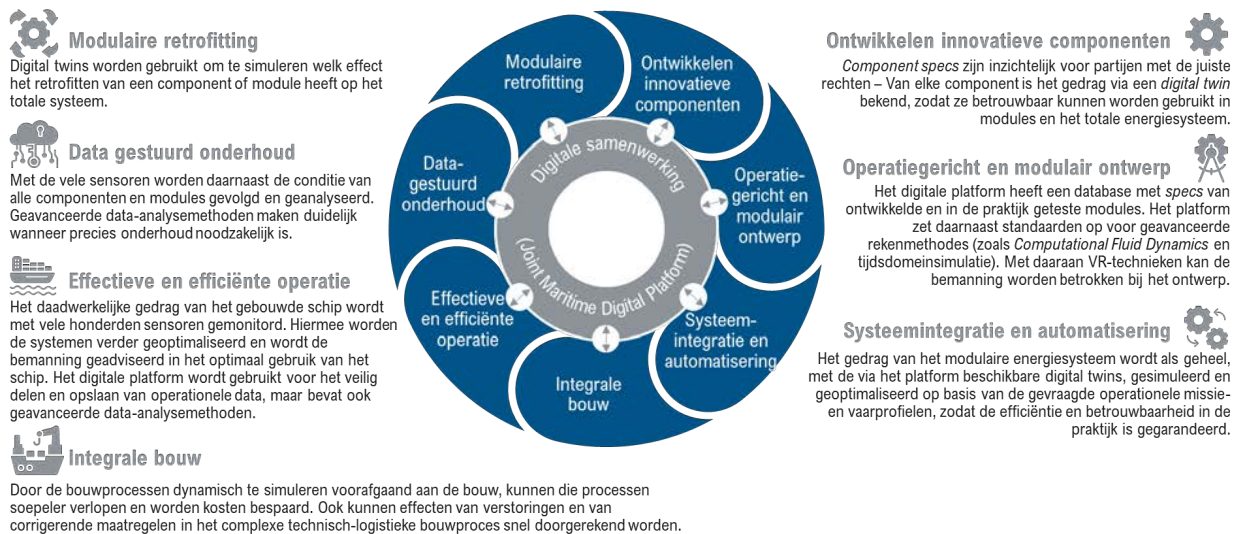 Modulaire retrofitting
Digital twins worden gebruikt om te simuleren welk effect
het retrofitten van een component of module heeft op het
totale systeem.
Data gestuurd onderhoud
Met de vele sensoren worden daarnaast de conditie van
alle componenten en modules gevolgd en geanalyseerd.
Geavanceerde data-analysemethoden maken duidelijk
wanneer precies onderhoud noodzakelijk is.
Effectieve en efficiënte operatie
Het daadwerkelijke gedrag van het gebouwde schip wordt
met vele honderden sensoren gemonitord. Hiermee worden
de systemen verder geoptimaliseerd en wordt de
bemanning geadviseerd in het optimaal gebruik van het
schip. Het digitale platform wordt gebruikt voor het veilig
delen en opslaan van operationele data, maar bevat ook
geavanceerde data-analysemethoden.
Integrale bouw
Door de bouwprocessen dynamisch te simuleren voorafgaand aan de bouw, kunnen die processen
soepeler verlopen en worden kosten bespaard. Ook kunnen effecten van verstoringen en van
corrigerende maatregelen in het complexe technisch-logistieke bouwproces snel doorgerekend worden.
Modulaire
retrofitting
Ontwikkelen
innovatieve
componenten
Data-
gestuurd
onderhoud
Operatie-
gericht en
modulair
ontwerp
Effectieve
en efficiënte
operatie
Systeem-
integratie en
automatisering
Integrale
bouw
Digitale samenwerking
(Joint Maritime Digital Platform)
Ontwikkelen innovatieve componenten
Component specs zijn inzichtelijk voor partijen met de juiste
rechten – Van elke component is het gedrag via een digital twin
bekend, zodat ze betrouwbaar kunnen worden gebruikt in
modules en het totale energiesysteem.
Operatiegericht en modulair ontwerp
Het digitale platform heeft een database met specs van
ontwikkelde en in de praktijk geteste modules. Het platform
zet daarnaast standaarden op voor geavanceerde
rekenmethodes (zoals Computational Fluid Dynamics en
tijdsdomeinsimulatie). Met daaraan VR-technieken kan de
bemanning worden betrokken bij het ontwerp.
Systeemintegratie en automatisering
Het gedrag van het modulaire energiesysteem wordt als geheel,
met de via het platform beschikbare digital twins, gesimuleerd en
geoptimaliseerd op basis van de gevraagde operationele missie-
en vaarprofielen, zodat de efficiëntie en betrouwbaarheid in de
praktijk is gegarandeerd.